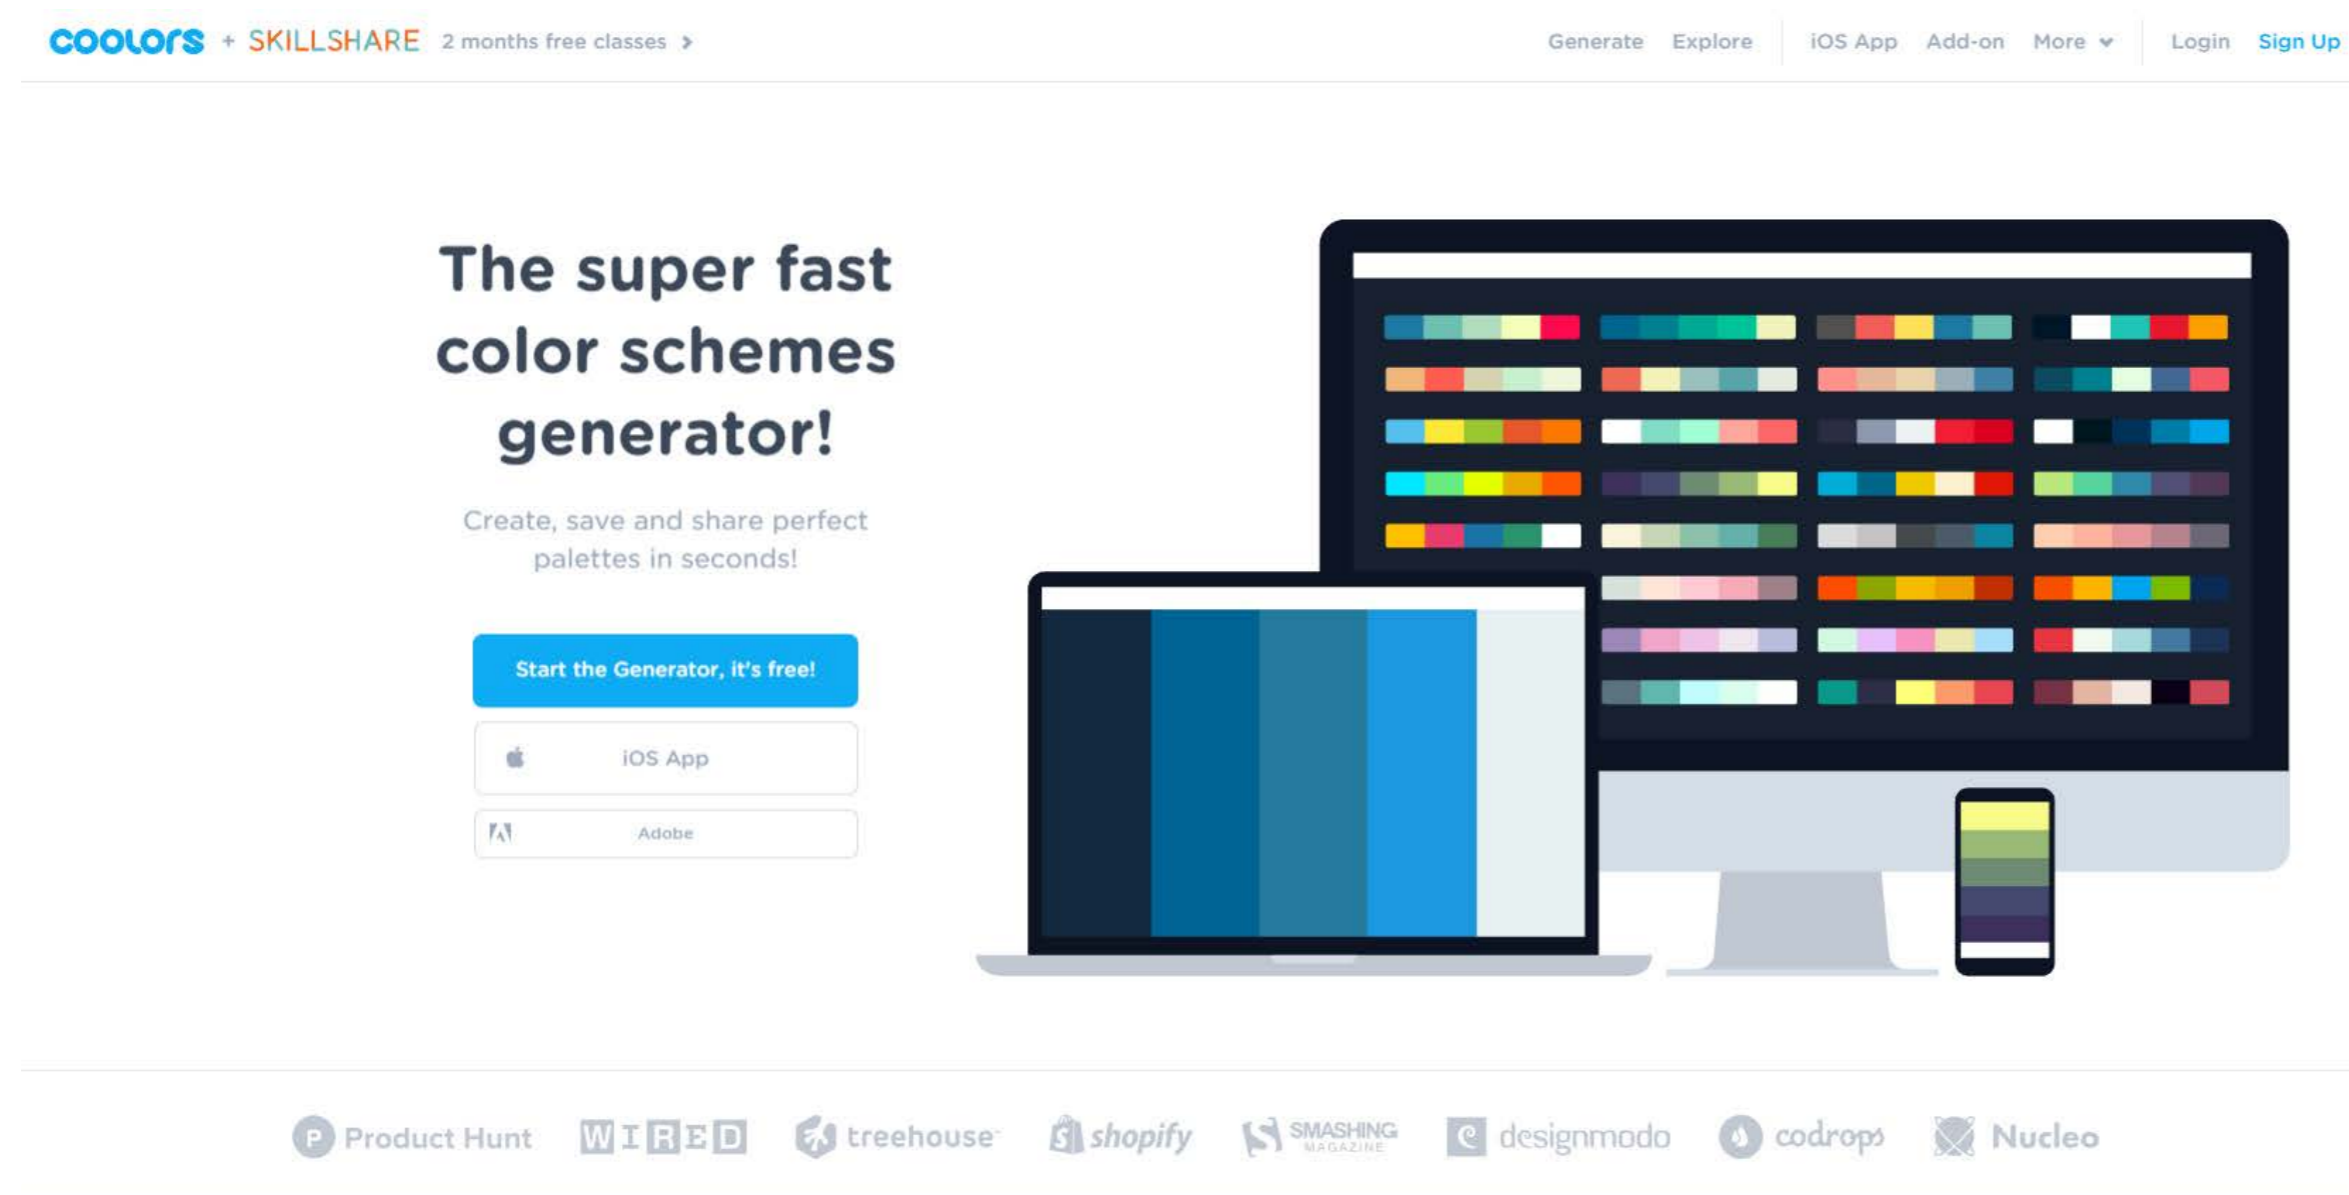 coolors + SKILLSHARE 2 months free classes
Generate Explore iOS App Add-on More Login Sign Up
The super fast
color schemes
generator!
Create, save and share perfect
palettes in seconds!
Start the Generator, it's free!
iOS App
Adobe
P Product Hunt WIRED treehouse shopify SMASHING MAGAZINE designmodo codrops Nucleo